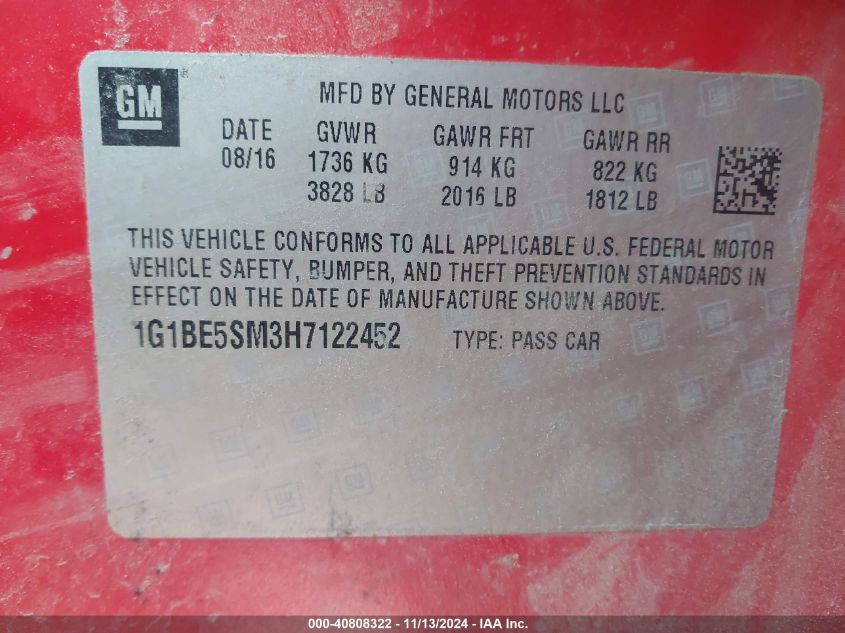 GM
MFD BY GENERAL MOTORS LLC
DATE GVWR GAWR FRT GAWR RR
08/16 1736 KG 914 KG 822 KG
3828 LB 2016 LB 1812 LB
THIS VEHICLE CONFORMS TO ALL APPLICABLE U.S. FEDERAL MOTOR
VEHICLE SAFETY, BUMPER, AND THEFT PREVENTION STANDARDS IN
EFFECT ON THE DATE OF MANUFACTURE SHOWN ABOVE.
1G1BE5SM3H7122452 TYPE: PASS CAR
000-40808322 - 11/13/2024 - IAA, Inc.